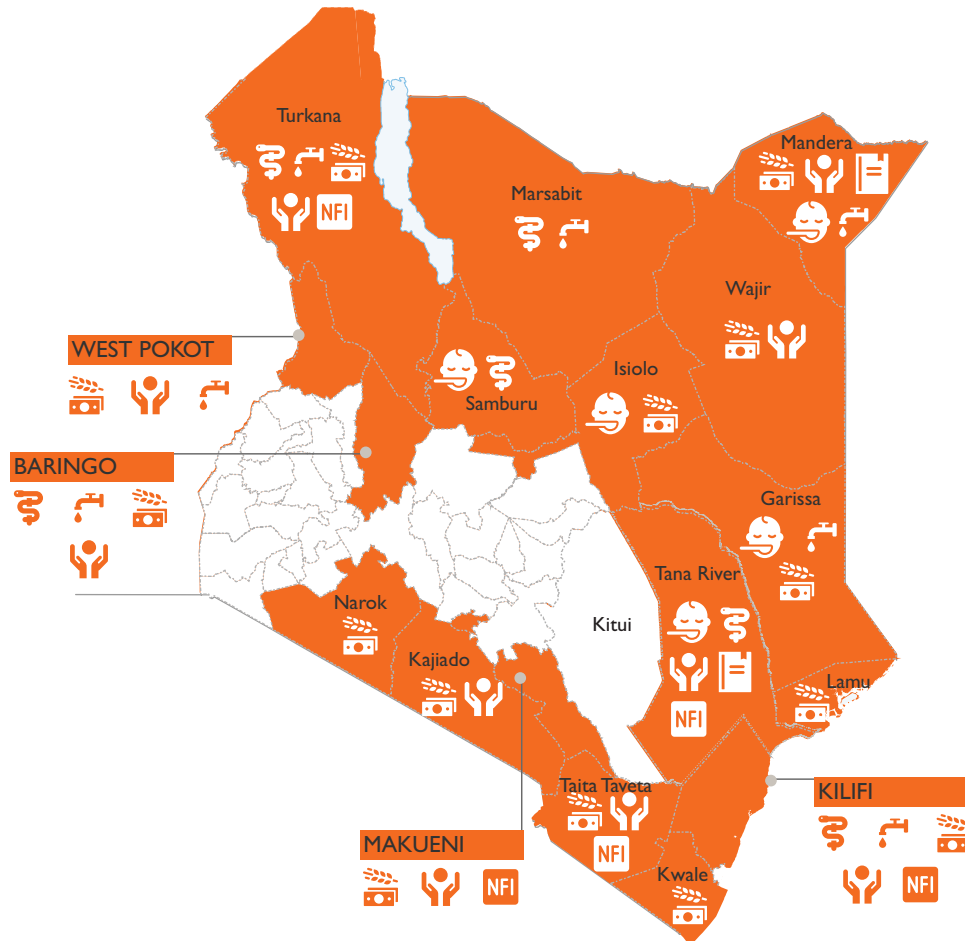 Turkana
Mandera
Marsabit
NFI
Wajir
WEST POKOT
Isiolo
Samburu
BARINGO
Garissa
Tana River
Narok
Kitui
Kajiado
Lamu
NFI
Taita Taveta
KILIFI
MAKUENI
NFI
Kwale
NFI
NFI